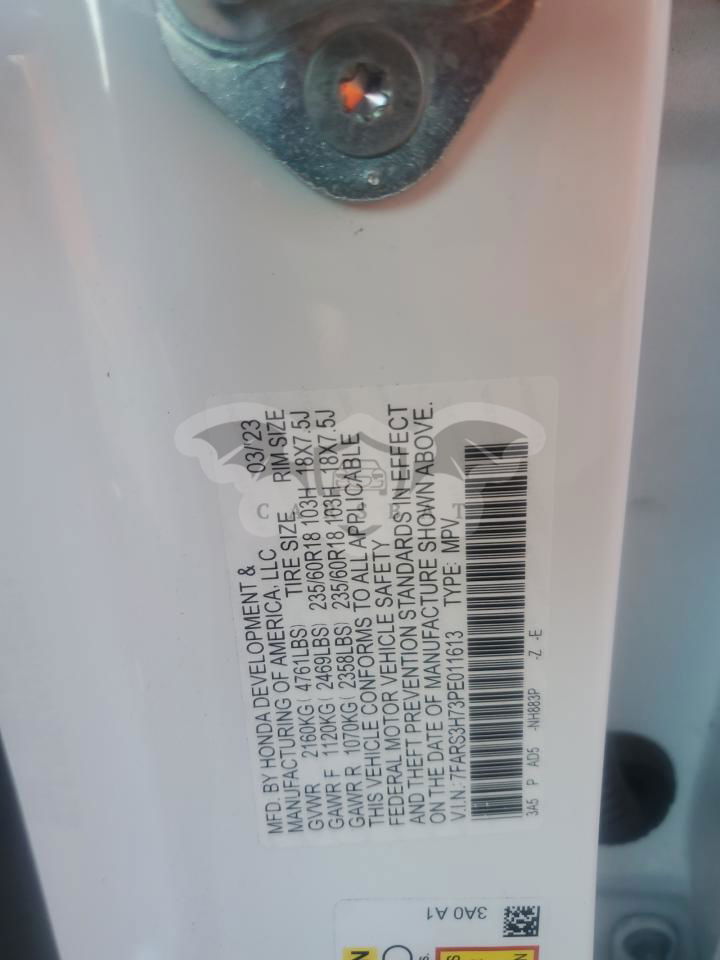 MFD. BY HONDA DEVELOPMENT & 03/23
MANUFACTURING OF AMERICA, LLC
TIRE SIZE RIM SIZE
GVWR 2160KG( 4761LBS)
GAWR F 1120KG( 2469LBS) 235/60R18 103H 18X7.5J
GAWR R 1070KG( 2358LBS) 235/60R18 103H 18X7.5J
THIS VEHICLE CONFORMS TO ALL APPLICABLE
FEDERAL MOTOR VEHICLE SAFETY
AND THEFT PREVENTION STANDARDS IN EFFECT
ON THE DATE OF MANUFACTURE SHOWN ABOVE.
V.I.N.: 7FARS3H73PE011613 TYPE: MPV
3A5 P AD5 -NH883P -Z -E
3A0 A1